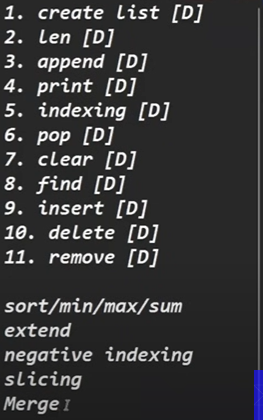 1. create list [D]
2. len [D]
3. append [D]
4. print [D]
5. indexing [D]
6. pop [D]
7. clear [D]
8. find [D]
9. insert [D]
10. delete [D]
11. remove [D]
sort/min/max/sum
extend
negative indexing
slicing
Merge